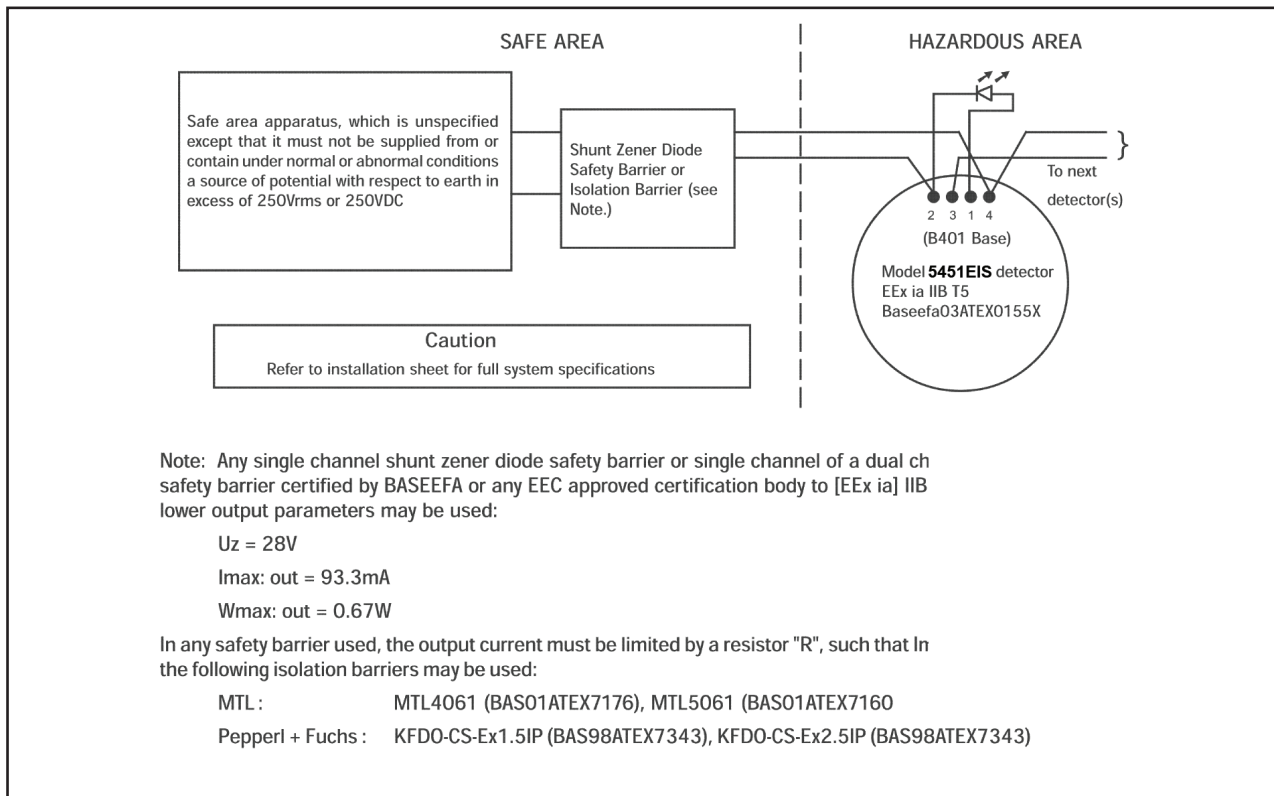 SAFE AREA
HAZARDOUS AREA
Safe area apparatus, which is unspecified
except that it must not be supplied from or
contain under normal or abnormal conditions
a source of potential with respect to earth in
excess of 250Vrms or 250VDC
Shunt Zener Diode
Safety Barrier or
Isolation Barrier (see
Note.)
}
To next
detector(s)
2 3 1 4
(B401 Base)
Model 5451EIS detector
EEx ia IIB T5
Baseefa03ATEX0155X
Caution
Refer to installation sheet for full system specifications
Note: Any single channel shunt zener diode safety barrier or single channel of a dual ch
safety barrier certified by BASEEFA or any EEC approved certification body to [EEx ia] IIB
lower output parameters may be used:
Uz = 28V
Imax: out = 93.3mA
Wmax: out = 0.67W
In any safety barrier used, the output current must be limited by a resistor "R", such that
the following isolation barriers may be used:
MTL : MTL4061 (BAS01ATEX7176), MTL5061 (BAS01ATEX7160
Pepperl + Fuchs : KFD0-CS-Ex1.5IP (BAS98ATEX7343), KFD0-CS-Ex2.5IP (BAS98ATEX7343)